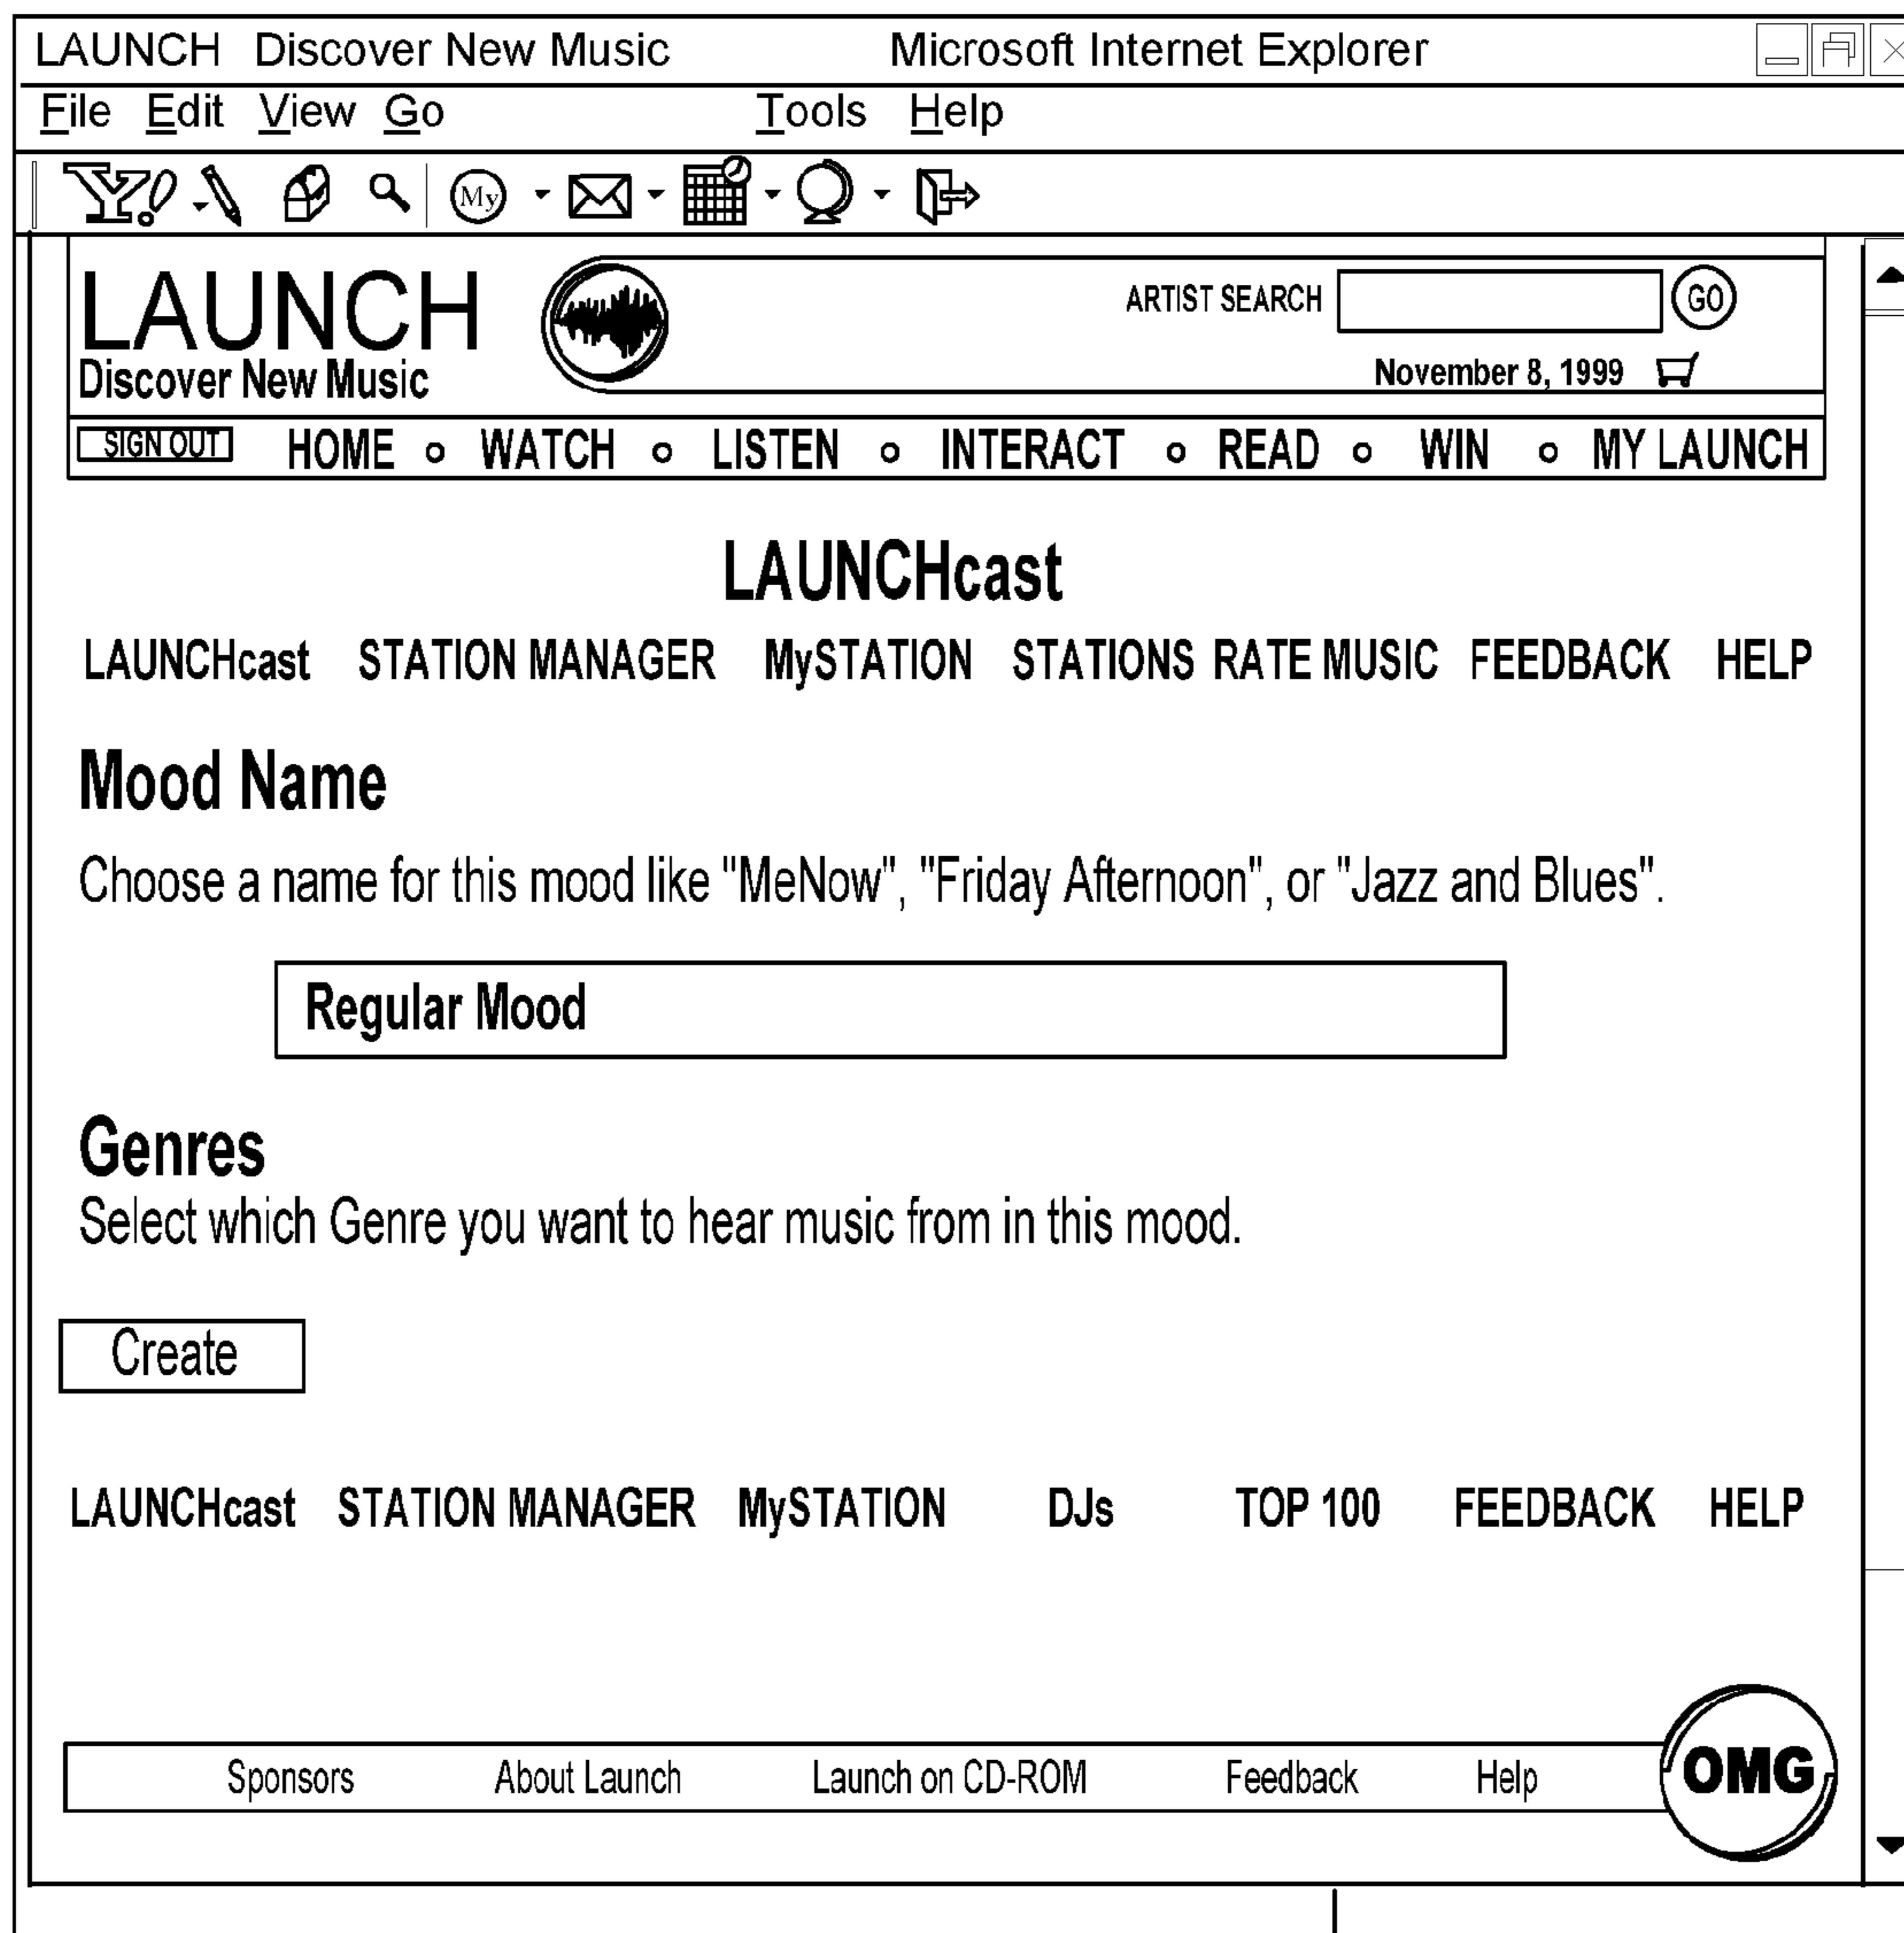 LAUNCH Discover New Music Microsoft Internet Explorer
File Edit View Go Tools Help
Y! My
LAUNCH
Discover New Music
ARTIST SEARCH GO
November 8, 1999
SIGN OUT HOME o WATCH o LISTEN o INTERACT o READ o WIN o MY LAUNCH
LAUNCHcast
LAUNCHcast STATION MANAGER MySTATION STATIONS RATE MUSIC FEEDBACK HELP
Mood Name
Choose a name for this mood like "MeNow", "Friday Afternoon", or "Jazz and Blues".
Regular Mood
Genres
Select which Genre you want to hear music from in this mood.
Create
LAUNCHcast STATION MANAGER MySTATION DJs TOP 100 FEEDBACK HELP
Sponsors About Launch Launch on CD-ROM Feedback Help OMG